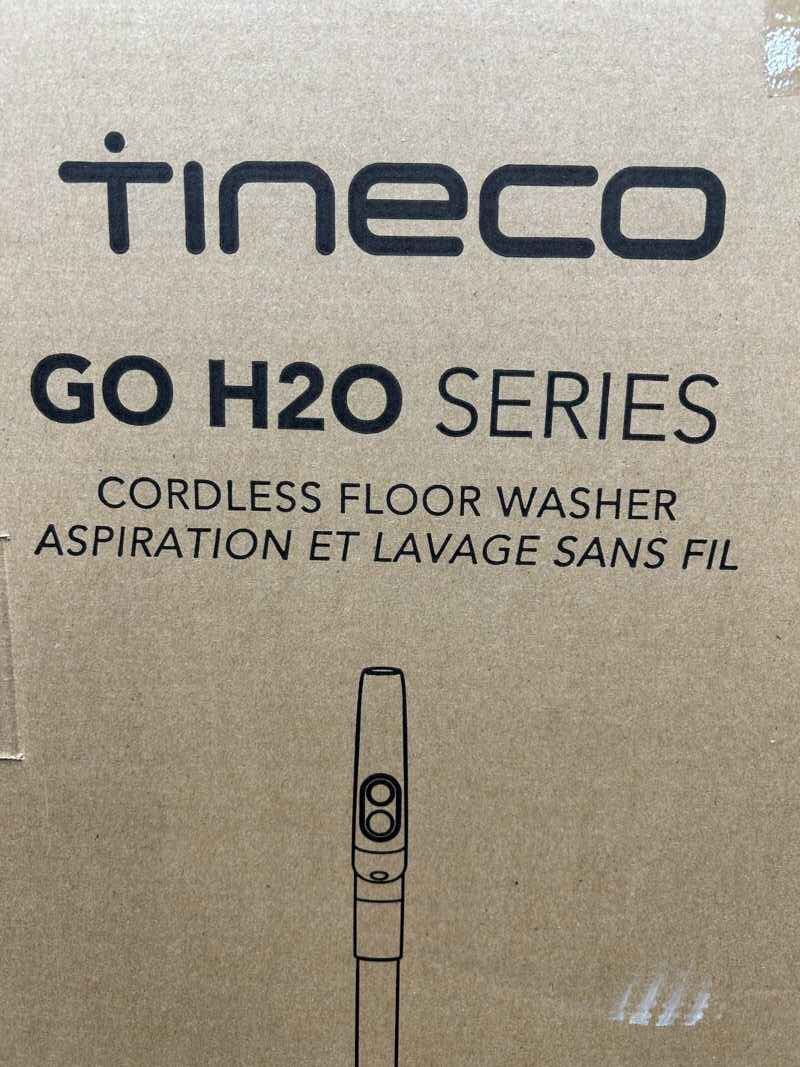 TINECO
GO H2O SERIES
CORDLESS FLOOR WASHER
ASPIRATION ET LAVAGE SANS FIL